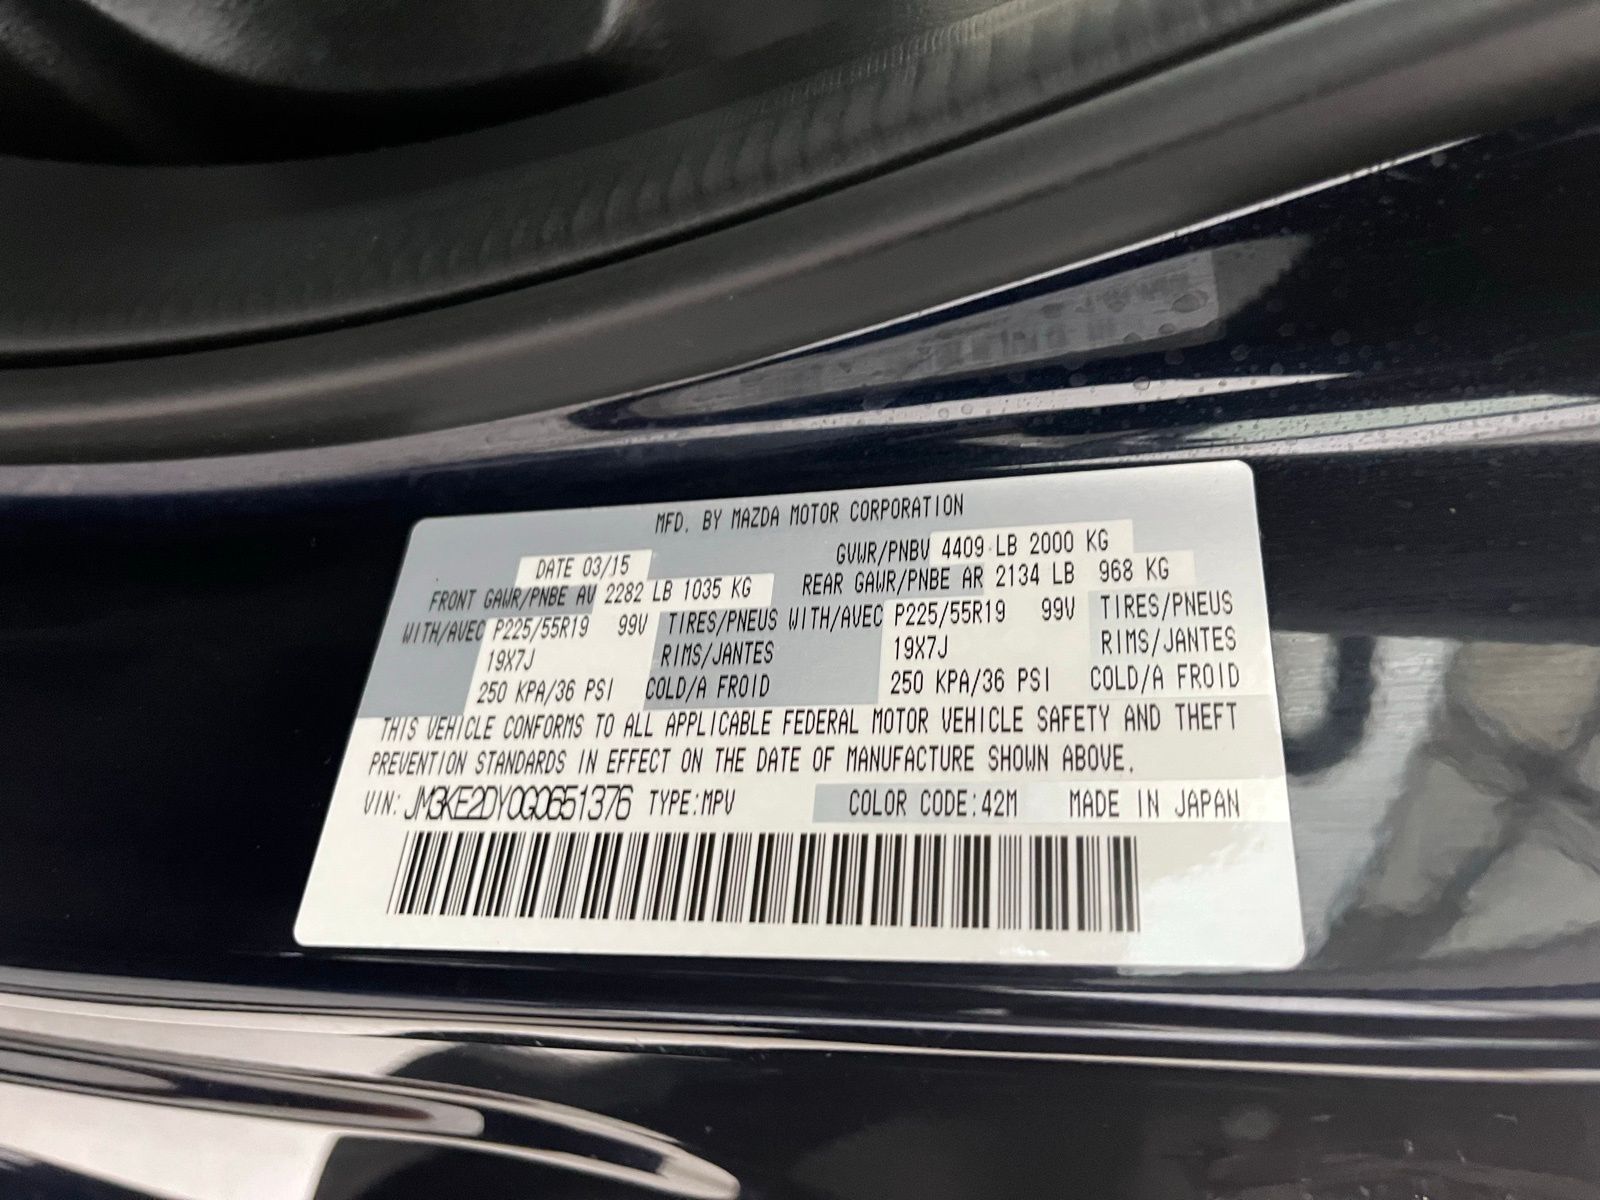 MFD. BY MAZDA MOTOR CORPORATION
DATE 03/15 GVWR/PNBV 4409 LB 2000 KG
FRONT GAWR/PNBE AV 2282 LB 1035 KG REAR GAWR/PNBE AR 2134 LB 968 KG
WITH/AVEC P225/55R19 99V TIRES/PNEUS WITH/AVEC P225/55R19 99V TIRES/PNEUS
19X7J RIMS/JANTES 19X7J RIMS/JANTES
250 KPA/36 PSI COLD/A FROID 250 KPA/36 PSI COLD/A FROID
THIS VEHICLE CONFORMS TO ALL APPLICABLE FEDERAL MOTOR VEHICLE SAFETY AND THEFT
PREVENTION STANDARDS IN EFFECT ON THE DATE OF MANUFACTURE SHOWN ABOVE.
VIN: JM3KE2DY0G0651376 TYPE:MPV COLOR CODE:42M MADE IN JAPAN